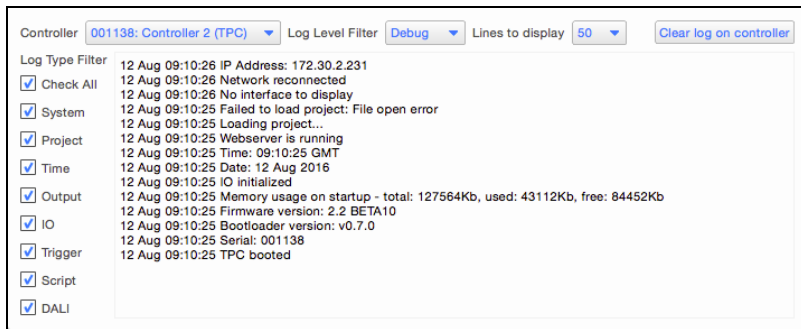 Controller 001138: Controller 2 (TPC) Log Level Filter Debug Lines to display 50 Clear log on controller
Log Type Filter
Check All
System
Project
Time
Output
IO
Trigger
Script
DALI
12 Aug 09:10:26 IP Address: 172.30.2.231
12 Aug 09:10:26 Network reconnected
12 Aug 09:10:26 No interface to display
12 Aug 09:10:25 Failed to load project: File open error
12 Aug 09:10:25 Loading project...
12 Aug 09:10:25 Webserver is running
12 Aug 09:10:25 Time: 09:10:25 GMT
12 Aug 09:10:25 Date: 12 Aug 2016
12 Aug 09:10:25 IO initialized
12 Aug 09:10:25 Memory usage on startup - total: 127564Kb, used: 43112Kb, free: 84452Kb
12 Aug 09:10:25 Firmware version: 2.2 BETA10
12 Aug 09:10:25 Bootloader version: v0.7.0
12 Aug 09:10:25 Serial: 001138
12 Aug 09:10:25 TPC booted